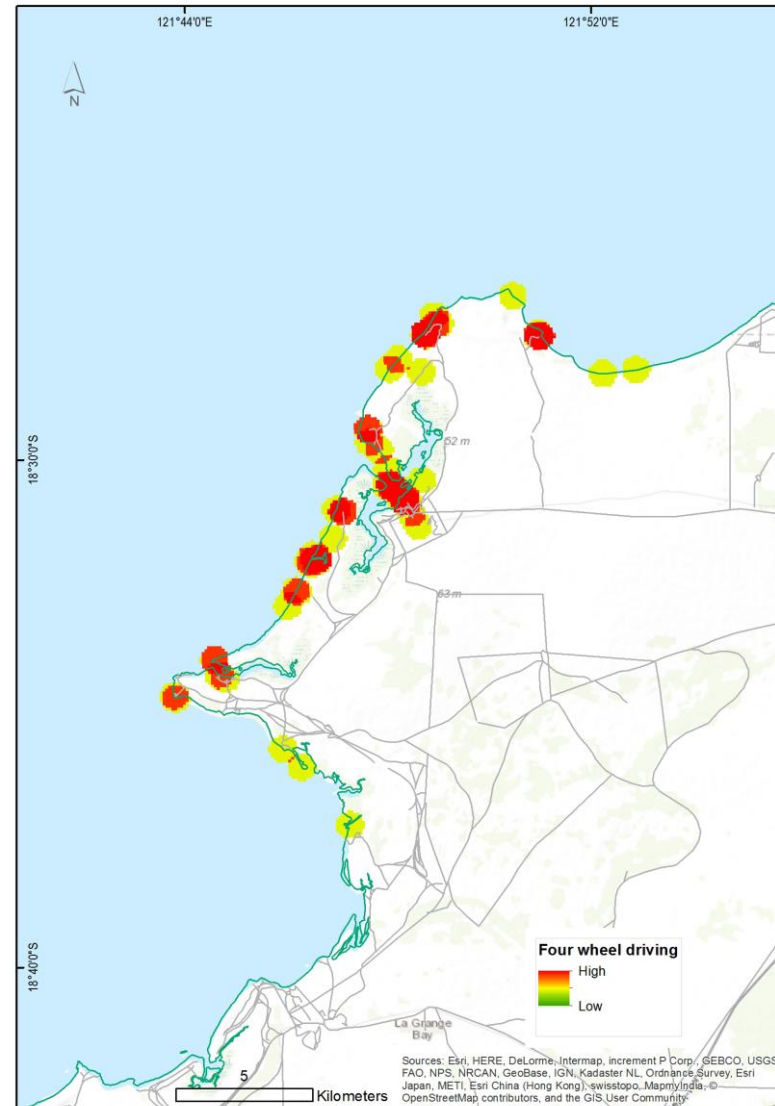 121°44'0"E
121°52'0"E
N
18°30'0"S
52 m
63 m
18°40'0"S
Four wheel driving
High
Low
La Grange
Bay
5
Kilometers
Sources: Esri, HERE, DeLorme, Intermap, increment P Corp., GEBCO, USGS,
FAO, NPS, NRCAN, GeoBase, IGN, Kadaster NL, Ordnance Survey, Esri
Japan, METI, Esri China (Hong Kong), swisstopo, MapmyIndia, ©
OpenStreetMap contributors, and the GIS User Community